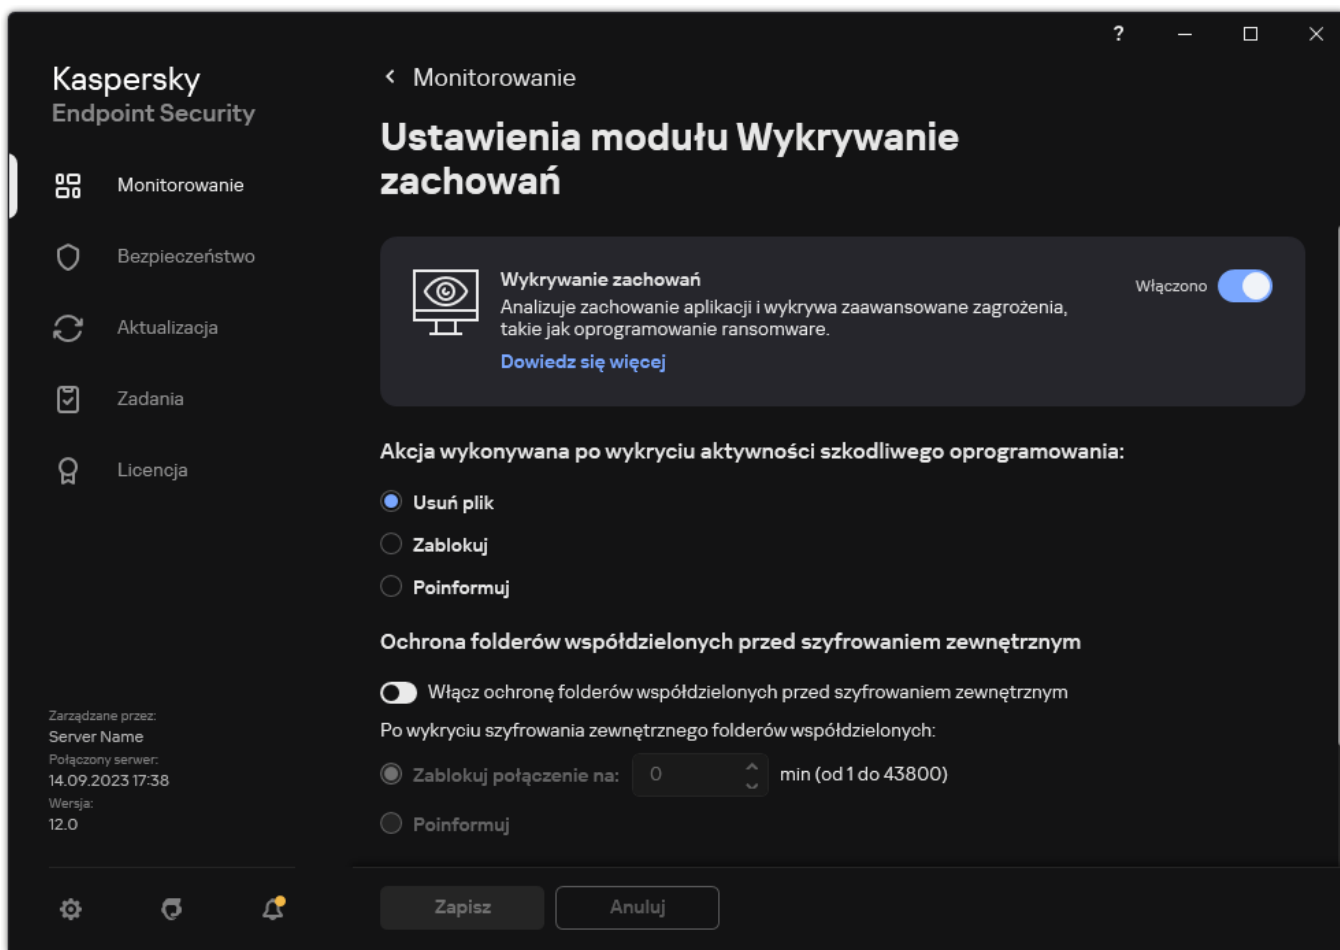 ?
Kaspersky
Endpoint Security
Monitorowanie
Bezpieczeństwo
Aktualizacja
Zadania
Licencja
Zarządzane przez:
Server Name
Połączony serwer:
14.09.2023 17:38
Wersja:
12.0
Monitorowanie
Ustawienia modułu Wykrywanie
zachowań
Wykrywanie zachowań
Analizuje zachowanie aplikacji i wykrywa zaawansowane zagrożenia,
takie jak oprogramowanie ransomware.
Dowiedz się więcej
Włączono
Akcja wykonywana po wykryciu aktywności szkodliwego oprogramowania:
Usuń plik
Zablokuj
Poinformuj
Ochrona folderów współdzielonych przed szyfrowaniem zewnętrznym
Włącz ochronę folderów współdzielonych przed szyfrowaniem zewnętrznym
Po wykryciu szyfrowania zewnętrznego folderów współdzielonych:
Zablokuj połączenie na: 0 min (od 1 do 43800)
Poinformuj
Zapisz Anuluj